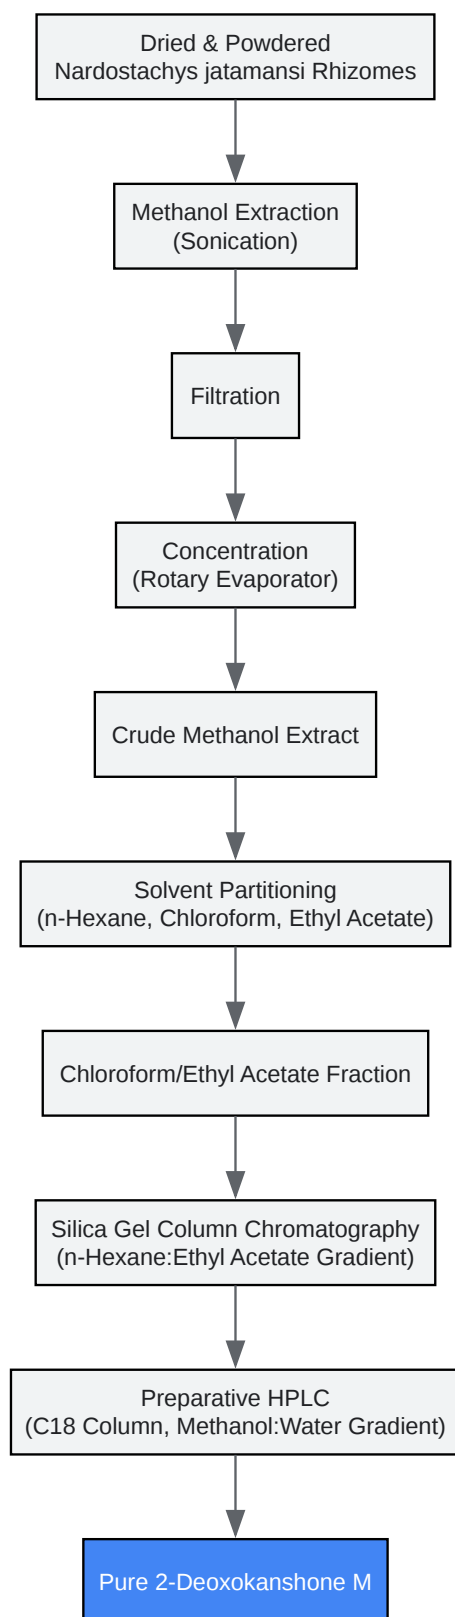 Dried & Powdered
Nardostachys jatamansi Rhizomes
Methanol Extraction
(Sonication)
Filtration
Concentration
(Rotary Evaporator)
Crude Methanol Extract
Solvent Partitioning
(n-Hexane, Chloroform, Ethyl Acetate)
Chloroform/Ethyl Acetate Fraction
Silica Gel Column Chromatography
(n-Hexane:Ethyl Acetate Gradient)
Preparative HPLC
(C18 Column, Methanol:Water Gradient)
Pure 2-Deoxokanshone M